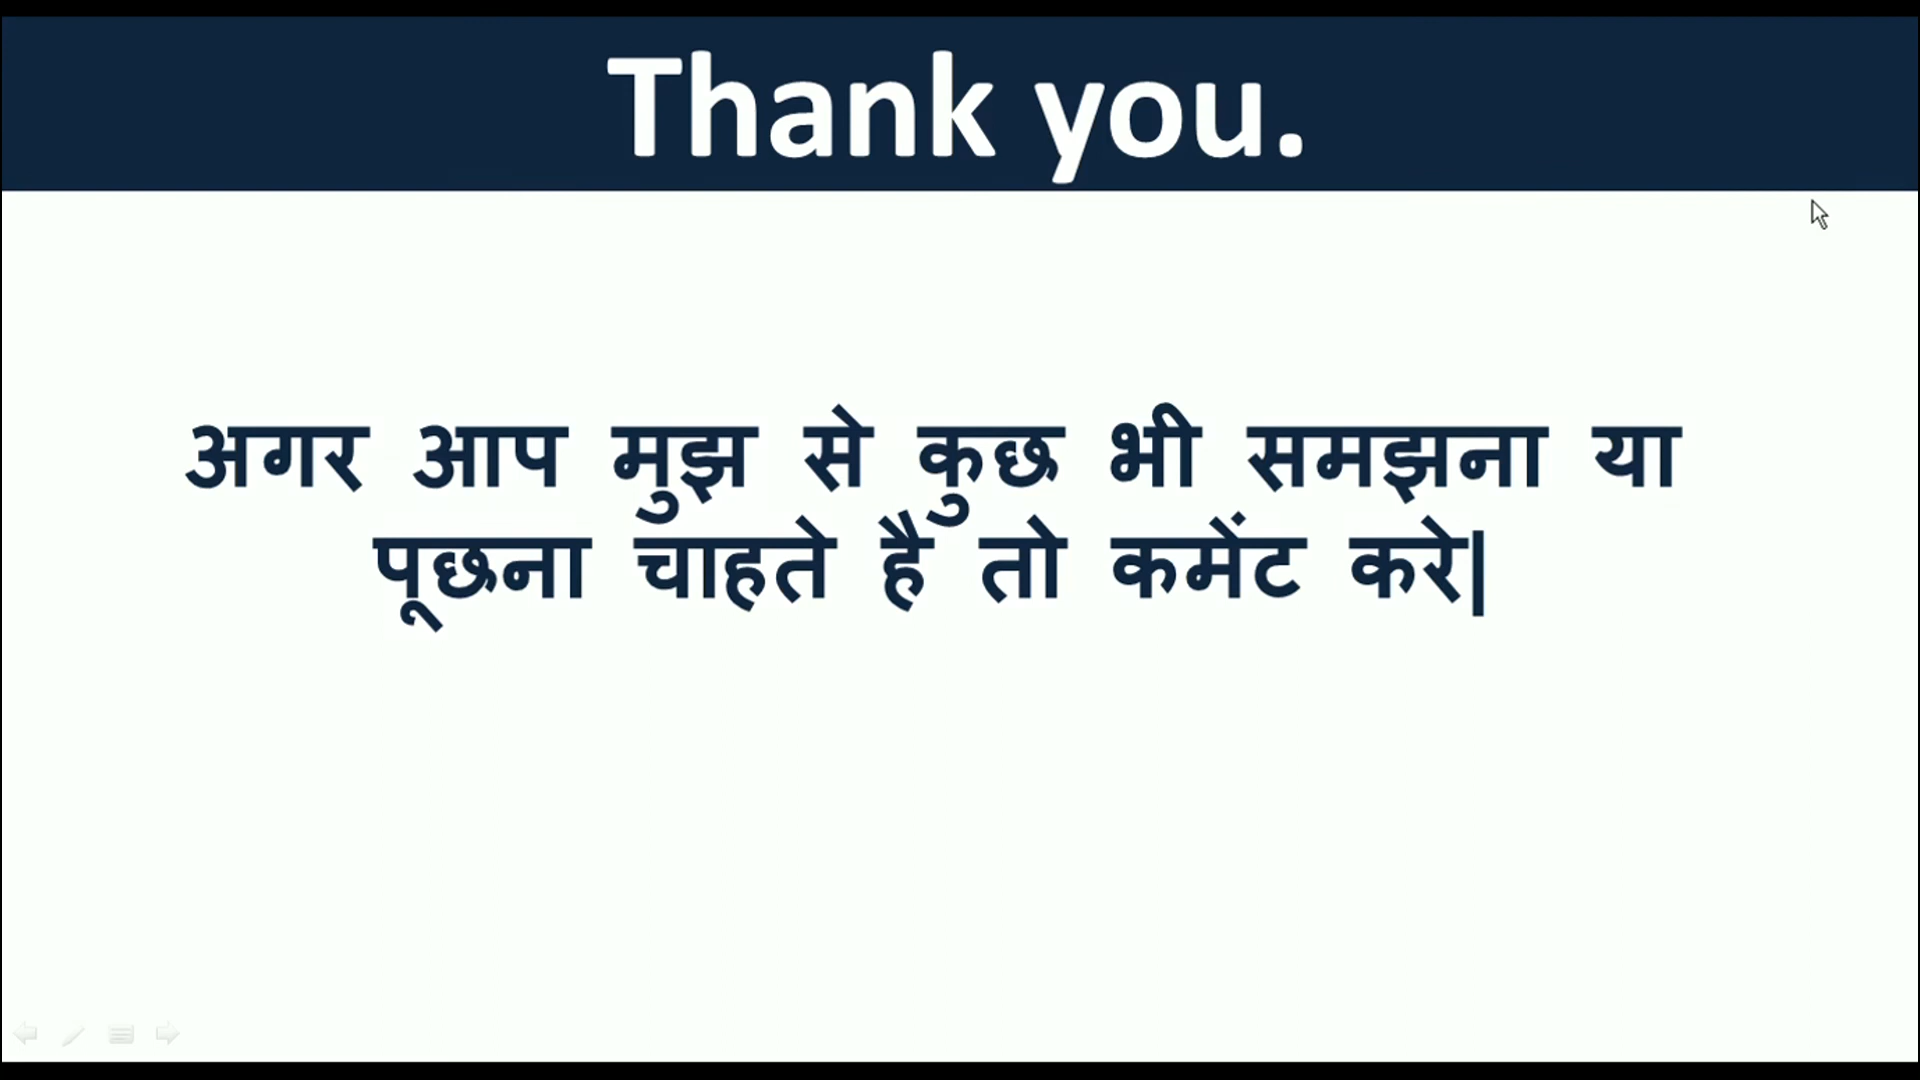 Thank you.
अगर आप मुझ से कुछ भी समझना या
पूछना चाहते है तो कमेंट करे|